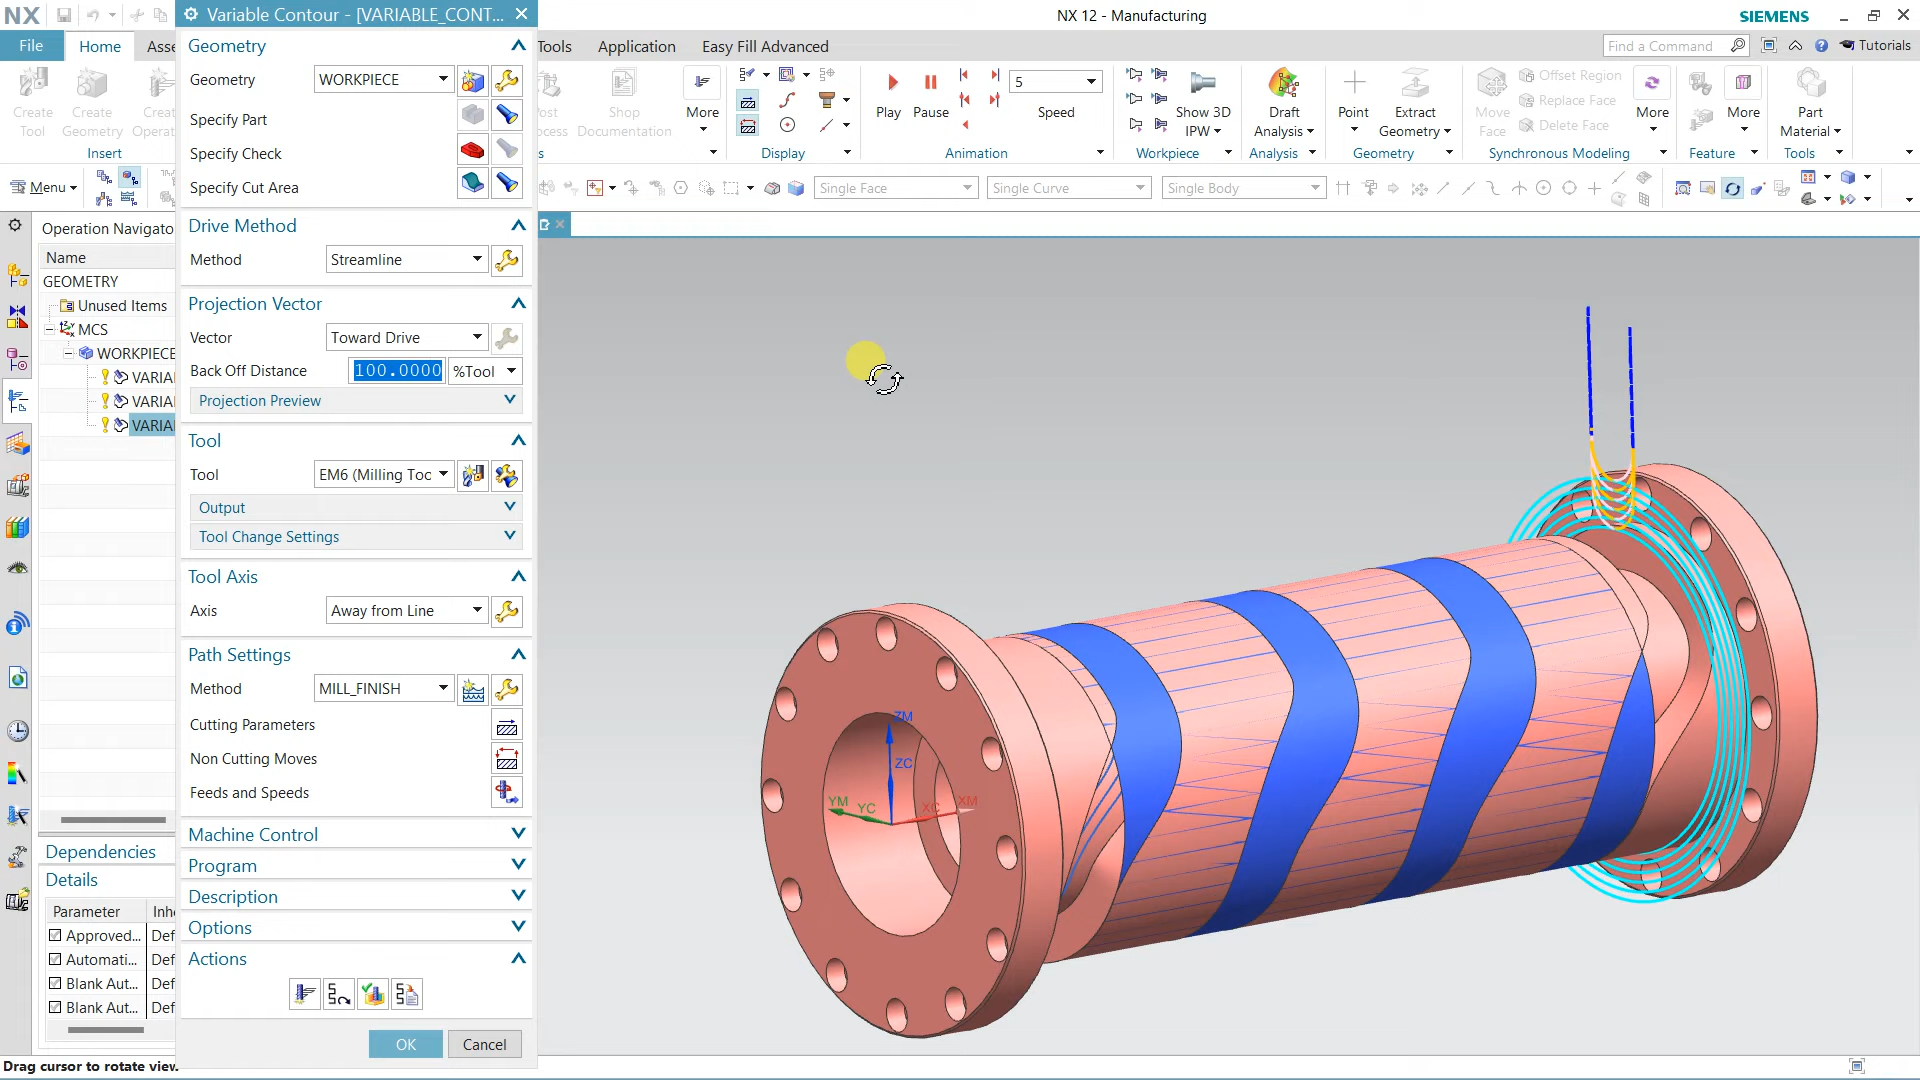 NX
Variable Contour - [VARIABLE_CONT...
NX 12 - Manufacturing
SIEMENS
File
Home
Asse
Tools
Application
Easy Fill Advanced
Find a Command
Tutorials
Create
Tool
Create
Geometry
Crea
Operat
Insert
ost
ocess
Shop
Documentation
s
More
Display
Play
Pause
5
Speed
Animation
Show 3D
IPW
Workpiece
Draft
Analysis
Analysis
Point
Extract
Geometry
Geometry
Move
Face
Offset Region
Replace Face
Delete Face
More
Synchronous Modeling
More
Feature
Part
Material
Tools
Menu
Single Face
Single Curve
Single Body
Operation Navigato
Name
GEOMETRY
Unused Items
MCS
WORKPIECE
VARIA
VARIA
VARIA
Dependencies
Details
Parameter
Inhe
Approved...
Def
Automati...
Def
Blank Aut...
Def
Blank Aut...
Def
Geometry
Geometry
WORKPIECE
Specify Part
Specify Check
Specify Cut Area
Drive Method
Method
Streamline
Projection Vector
Vector
Toward Drive
Back Off Distance
100.0000
%Tool
Projection Preview
Tool
Tool
EM6 (Milling Toc
Output
Tool Change Settings
Tool Axis
Axis
Away from Line
Path Settings
Method
MILL_FINISH
Cutting Parameters
Non Cutting Moves
Feeds and Speeds
Machine Control
Program
Description
Options
Actions
OK
Cancel
ZM
ZC
YM
YC
XC
XM
Drag cursor to rotate view.